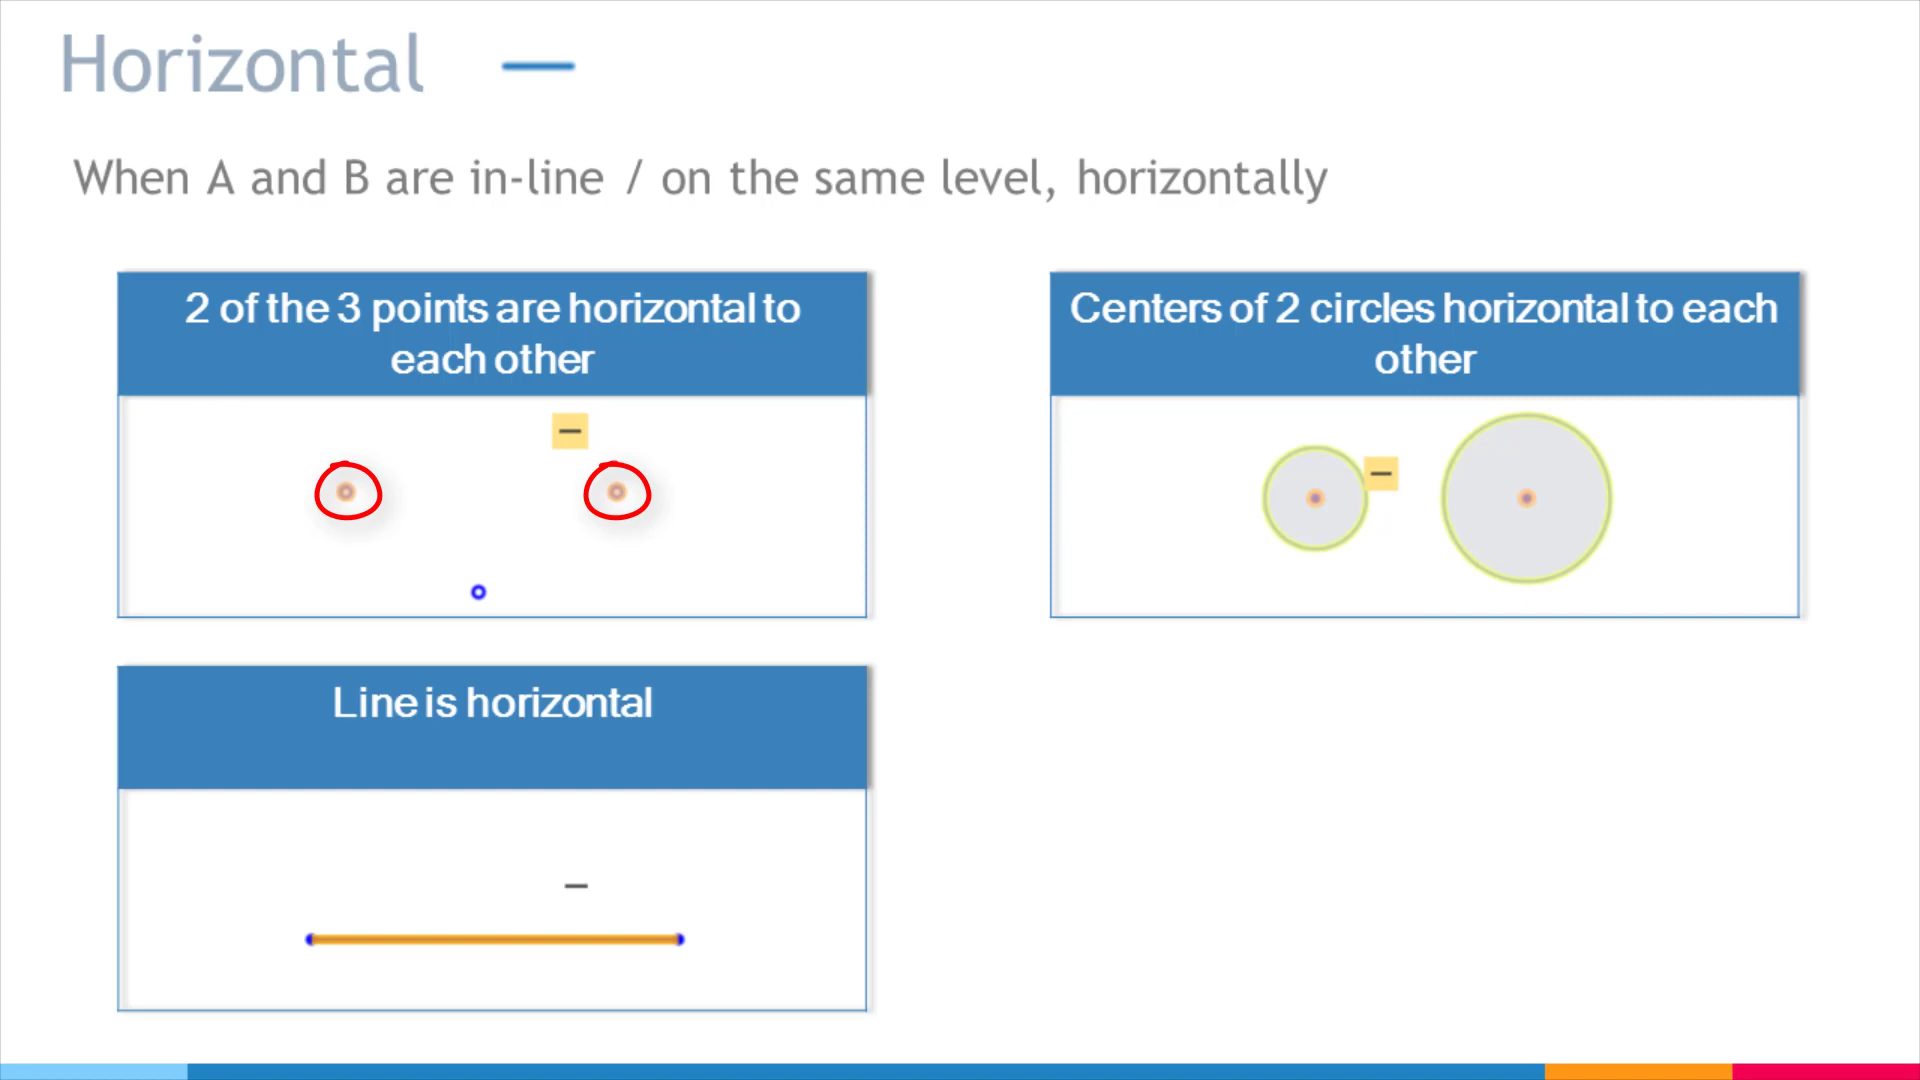 Horizontal
When A and B are in-line / on the same level, horizontally
2 of the 3 points are horizontal to
each other
Centers of 2 circles horizontal to each
other
Line is horizontal